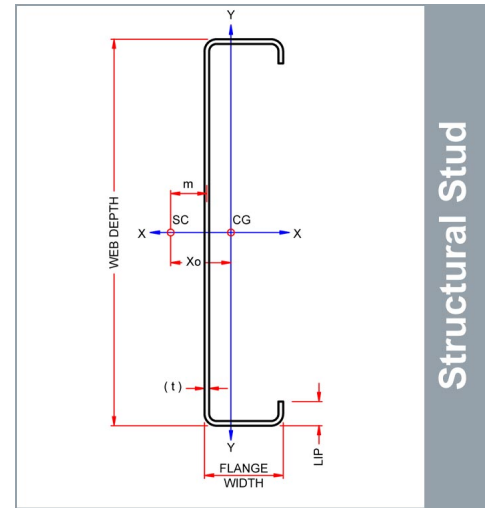 Y
m
SC
CG
X
X
Xo
WEB DEPTH
( t )
Y
LIP
FLANGE
WIDTH
Structural Stud